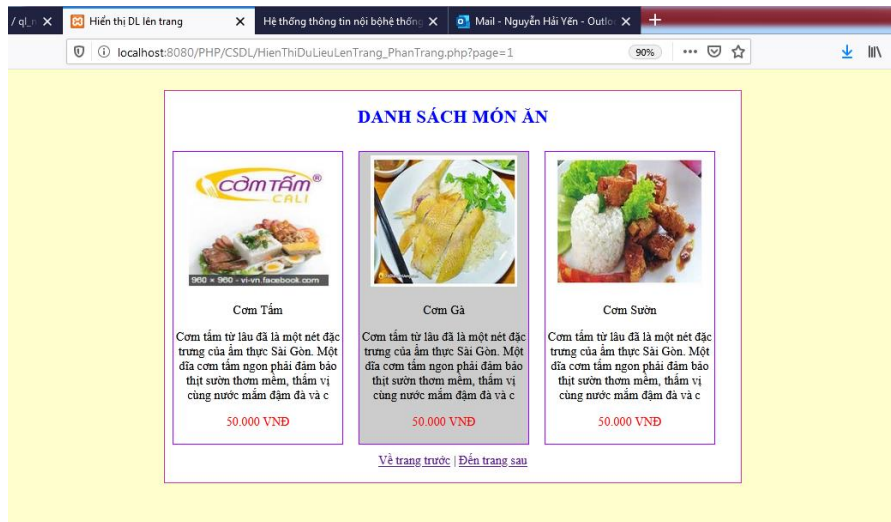 / ql_n
Hiển thị DL lên trang
Hệ thống thông tin nội bộhệ thống
Mail - Nguyễn Hải Yến - Outlo
localhost:8080/PHP/CSDL/HienThiDuLieuLenTrang_PhanTrang.php?page=1
90%
DANH SÁCH MÓN ĂN
CƠM TẤM®
CALI
960 × 960 - vi-vn.facebook.com
Cơm Tấm
Cơm tấm từ lâu đã là một nét đặc
trưng của ẩm thực Sài Gòn. Một
đĩa cơm tấm ngon phải đảm bảo
thịt sườn thơm mềm, thấm vị
cùng nước mắm đậm đà và c
50.000 VNĐ
Cơm Gà
Cơm tấm từ lâu đã là một nét đặc
trưng của ẩm thực Sài Gòn. Một
đĩa cơm tấm ngon phải đảm bảo
thịt sườn thơm mềm, thấm vị
cùng nước mắm đậm đà và c
50.000 VNĐ
Cơm Sườn
Cơm tấm từ lâu đã là một nét đặc
trưng của ẩm thực Sài Gòn. Một
đĩa cơm tấm ngon phải đảm bảo
thịt sườn thơm mềm, thấm vị
cùng nước mắm đậm đà và c
50.000 VNĐ
Về trang trước | Đến trang sau